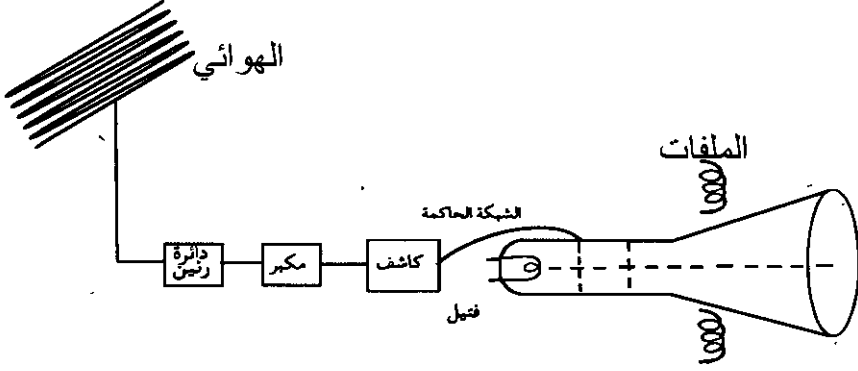 الهوائي
الملفات
الشبكة الحاكمة
دائرة
رنين
مكبر
كاشف
فتيل